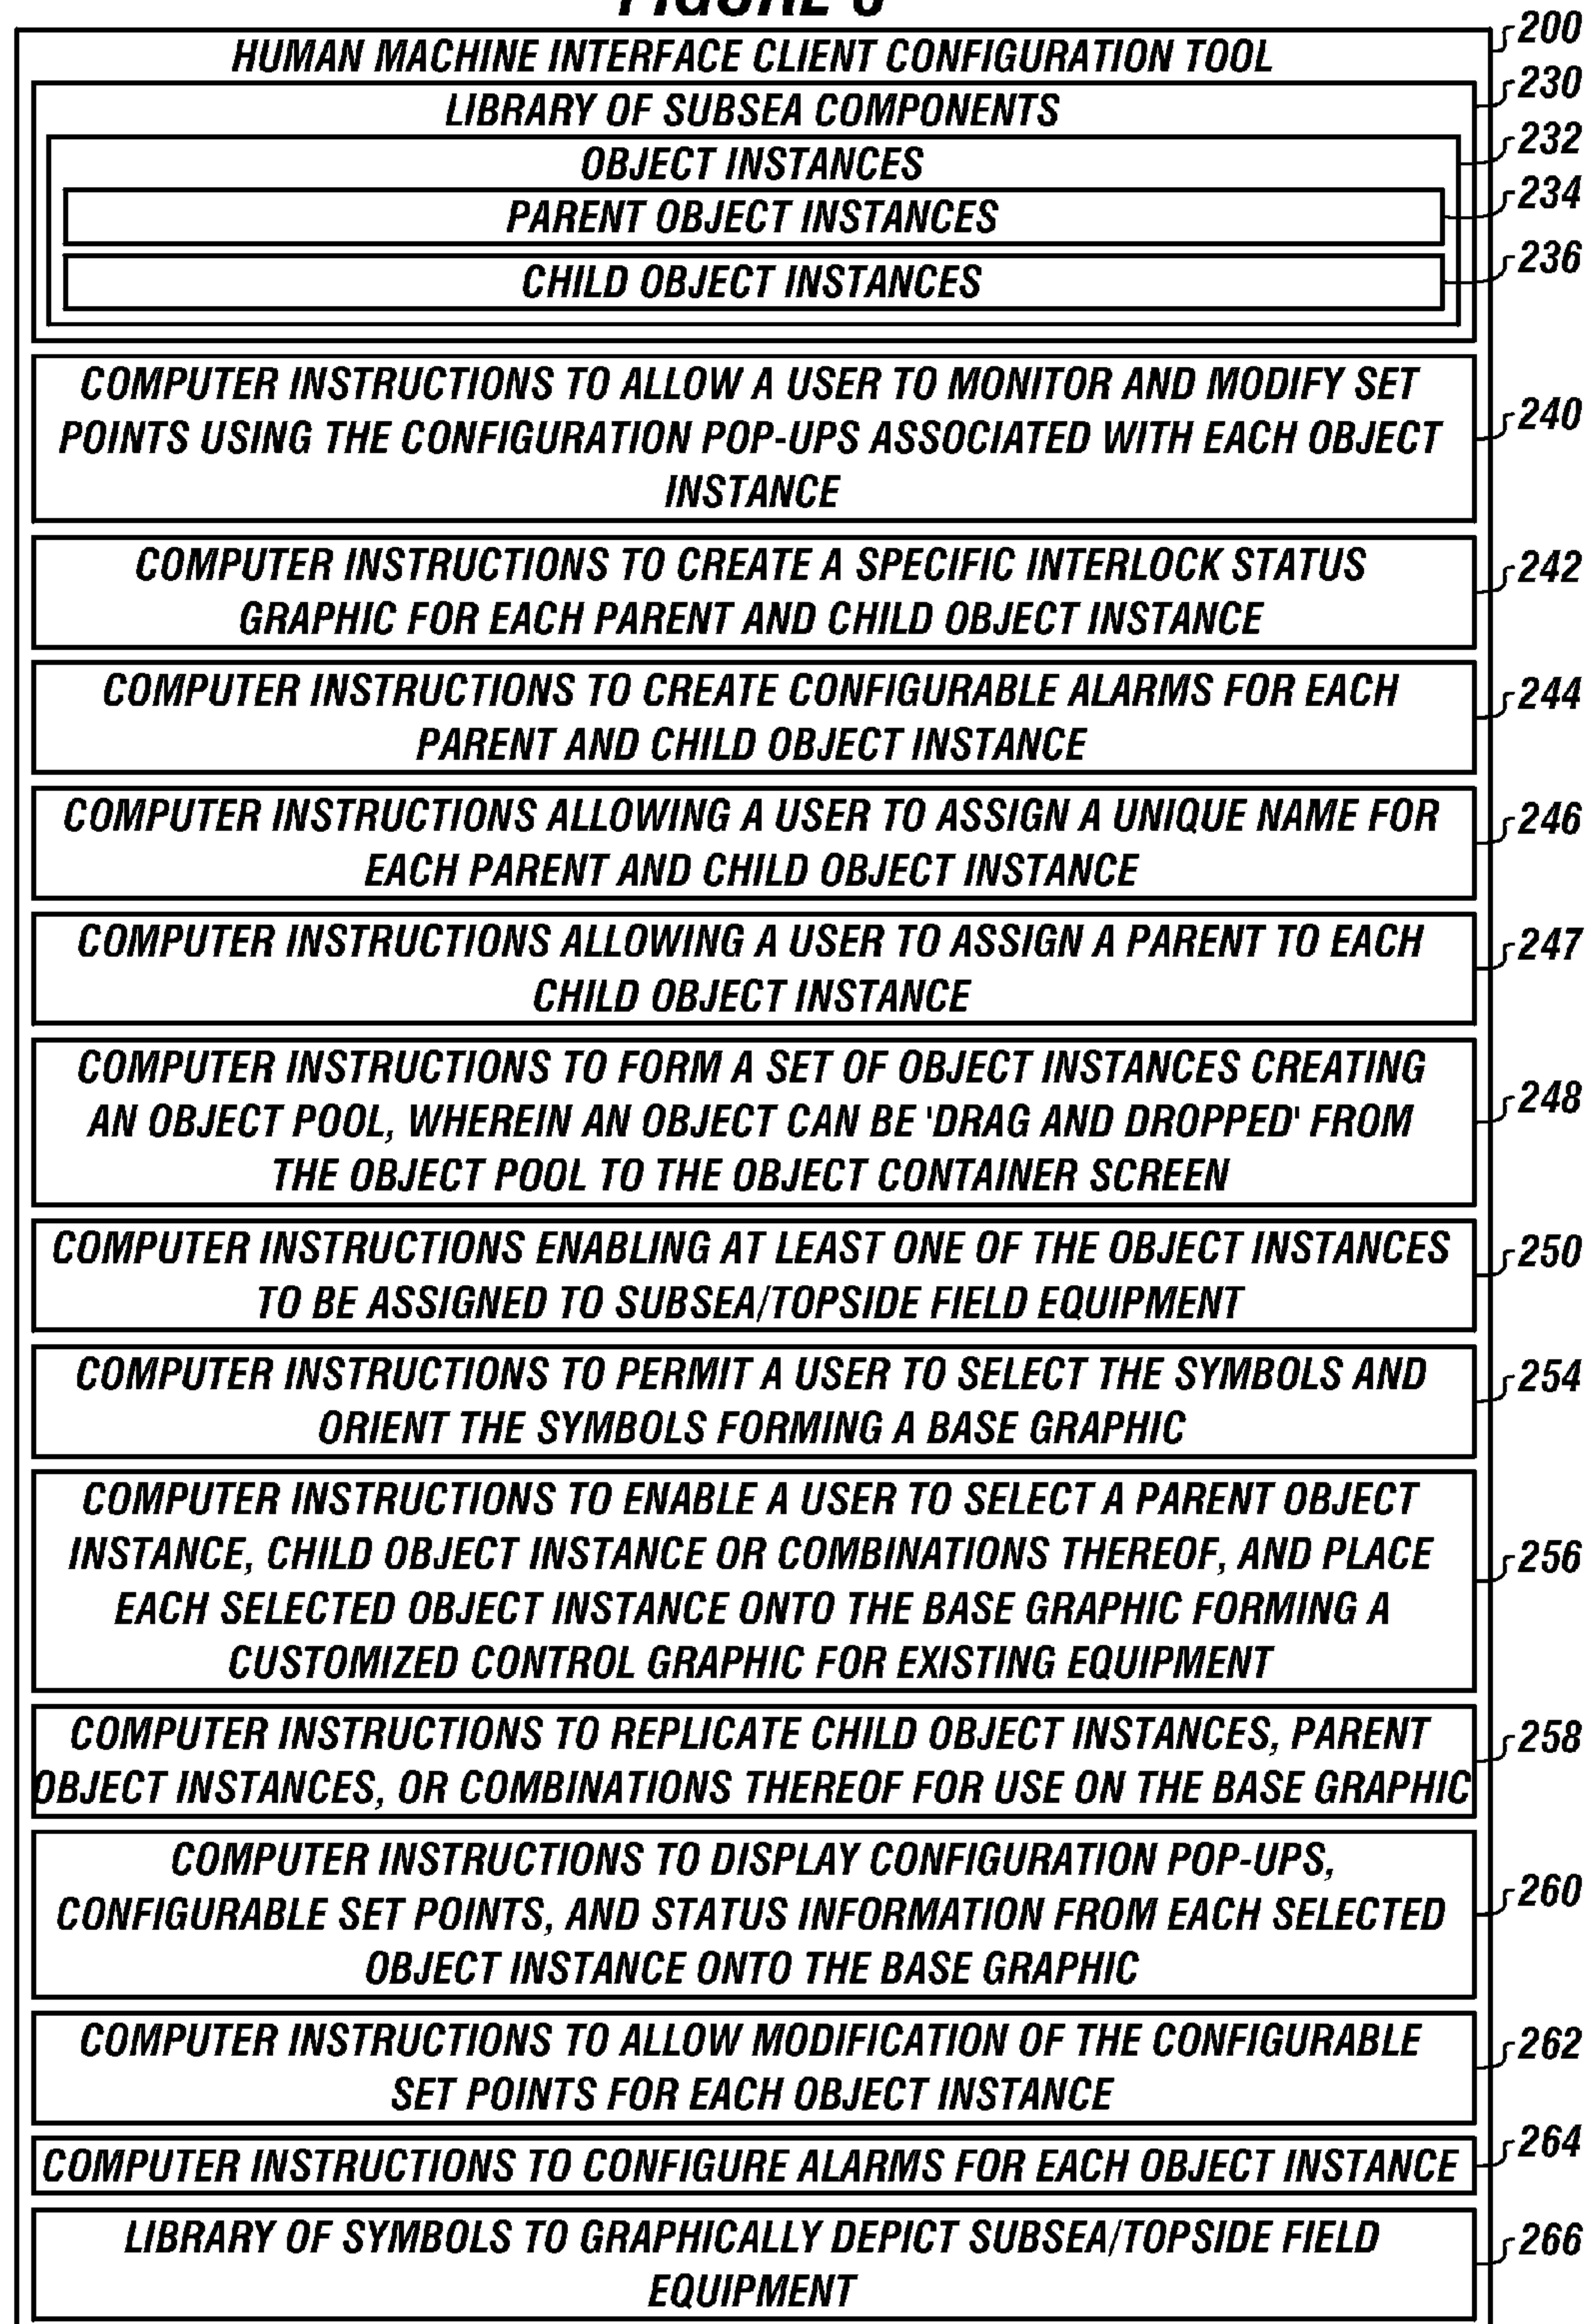 HUMAN MACHINE INTERFACE CLIENT CONFIGURATION TOOL
200
LIBRARY OF SUBSEA COMPONENTS
230
OBJECT INSTANCES
232
PARENT OBJECT INSTANCES
234
CHILD OBJECT INSTANCES
236
COMPUTER INSTRUCTIONS TO ALLOW A USER TO MONITOR AND MODIFY SET
POINTS USING THE CONFIGURATION POP-UPS ASSOCIATED WITH EACH OBJECT
INSTANCE
240
COMPUTER INSTRUCTIONS TO CREATE A SPECIFIC INTERLOCK STATUS
GRAPHIC FOR EACH PARENT AND CHILD OBJECT INSTANCE
242
COMPUTER INSTRUCTIONS TO CREATE CONFIGURABLE ALARMS FOR EACH
PARENT AND CHILD OBJECT INSTANCE
244
COMPUTER INSTRUCTIONS ALLOWING A USER TO ASSIGN A UNIQUE NAME FOR
EACH PARENT AND CHILD OBJECT INSTANCE
246
COMPUTER INSTRUCTIONS ALLOWING A USER TO ASSIGN A PARENT TO EACH
CHILD OBJECT INSTANCE
247
COMPUTER INSTRUCTIONS TO FORM A SET OF OBJECT INSTANCES CREATING
AN OBJECT POOL, WHEREIN AN OBJECT CAN BE 'DRAG AND DROPPED' FROM
THE OBJECT POOL TO THE OBJECT CONTAINER SCREEN
248
COMPUTER INSTRUCTIONS ENABLING AT LEAST ONE OF THE OBJECT INSTANCES
TO BE ASSIGNED TO SUBSEA/TOPSIDE FIELD EQUIPMENT
250
COMPUTER INSTRUCTIONS TO PERMIT A USER TO SELECT THE SYMBOLS AND
ORIENT THE SYMBOLS FORMING A BASE GRAPHIC
254
COMPUTER INSTRUCTIONS TO ENABLE A USER TO SELECT A PARENT OBJECT
INSTANCE, CHILD OBJECT INSTANCE OR COMBINATIONS THEREOF, AND PLACE
EACH SELECTED OBJECT INSTANCE ONTO THE BASE GRAPHIC FORMING A
CUSTOMIZED CONTROL GRAPHIC FOR EXISTING EQUIPMENT
256
COMPUTER INSTRUCTIONS TO REPLICATE CHILD OBJECT INSTANCES, PARENT
OBJECT INSTANCES, OR COMBINATIONS THEREOF FOR USE ON THE BASE GRAPHIC
258
COMPUTER INSTRUCTIONS TO DISPLAY CONFIGURATION POP-UPS,
CONFIGURABLE SET POINTS, AND STATUS INFORMATION FROM EACH SELECTED
OBJECT INSTANCE ONTO THE BASE GRAPHIC
260
COMPUTER INSTRUCTIONS TO ALLOW MODIFICATION OF THE CONFIGURABLE
SET POINTS FOR EACH OBJECT INSTANCE
262
COMPUTER INSTRUCTIONS TO CONFIGURE ALARMS FOR EACH OBJECT INSTANCE
264
LIBRARY OF SYMBOLS TO GRAPHICALLY DEPICT SUBSEA/TOPSIDE FIELD
EQUIPMENT
266